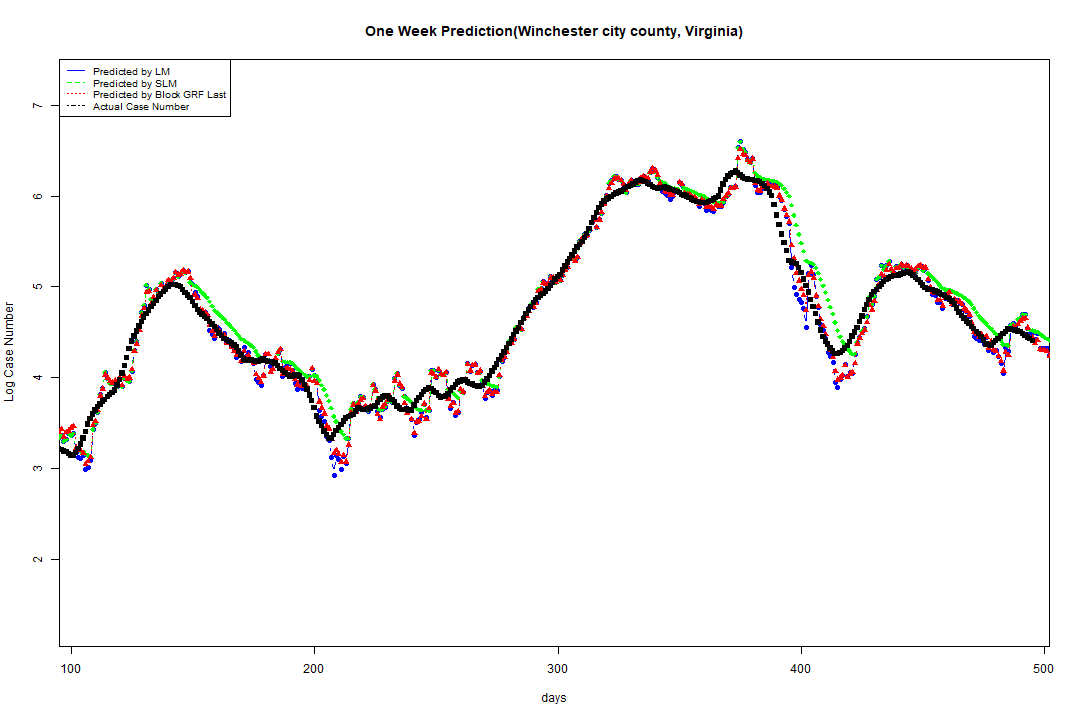 One Week Prediction(Winchester city county, Virginia)
Predicted by LM
Predicted by SLM
Predicted by Block GRF Last
Actual Case Number
7
6
5
4
3
2
Log Case Number
100 200 300 400 500
days